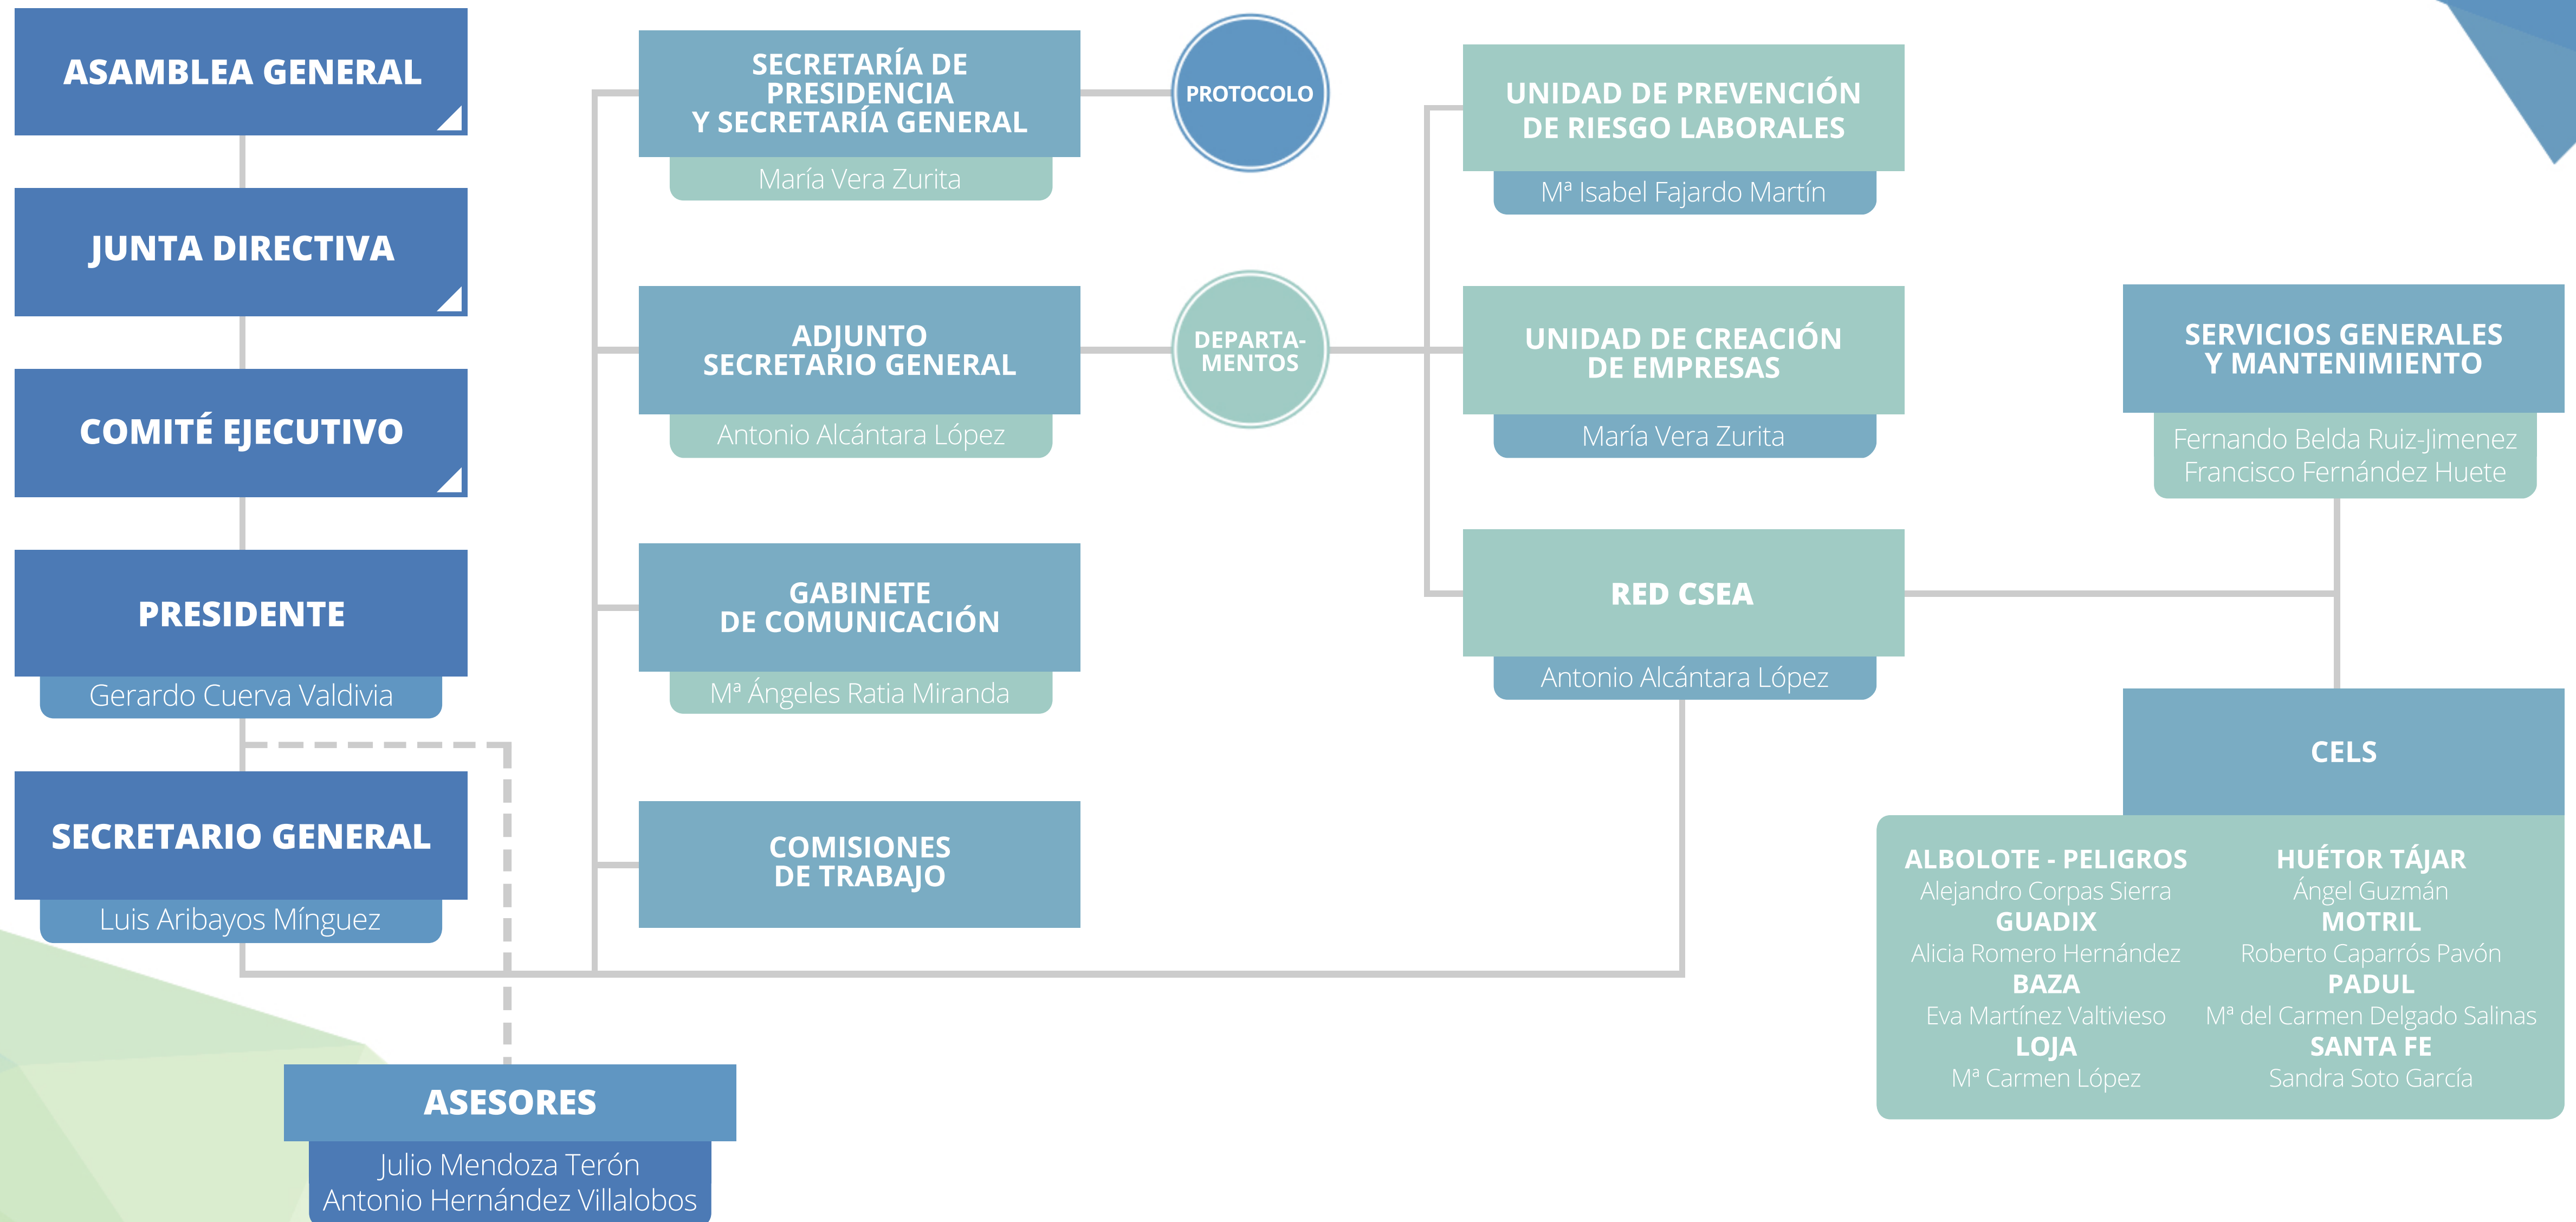 ASAMBLEA GENERAL
JUNTA DIRECTIVA
COMITÉ EJECUTIVO
PRESIDENTE
Gerardo Cuerva Valdivia
SECRETARIO GENERAL
Luis Aribayos Mínguez
ASESORES
Julio Mendoza Terón
Antonio Hernández Villalobos
SECRETARÍA DE
PRESIDENCIA
Y SECRETARÍA GENERAL
María Vera Zurita
PROTOCOLO
ADJUNTO
SECRETARIO GENERAL
Antonio Alcántara López
DEPARTA-
MENTOS
GABINETE
DE COMUNICACIÓN
Mª Ángeles Ratia Miranda
COMISIONES
DE TRABAJO
UNIDAD DE PREVENCIÓN
DE RIESGO LABORALES
Mª Isabel Fajardo Martín
UNIDAD DE CREACIÓN
DE EMPRESAS
María Vera Zurita
RED CSEA
Antonio Alcántara López
SERVICIOS GENERALES
Y MANTENIMIENTO
Fernando Belda Ruiz-Jimenez
Francisco Fernández Huete
CELS
ALBOLOTE - PELIGROS
Alejandro Corpas Sierra
GUADIX
Alicia Romero Hernández
BAZA
Eva Martínez Valtivieso
LOJA
Mª Carmen López
HUÉTOR TÁJAR
Ángel Guzmán
MOTRIL
Roberto Caparrós Pavón
PADUL
Mª del Carmen Delgado Salinas
SANTA FE
Sandra Soto García